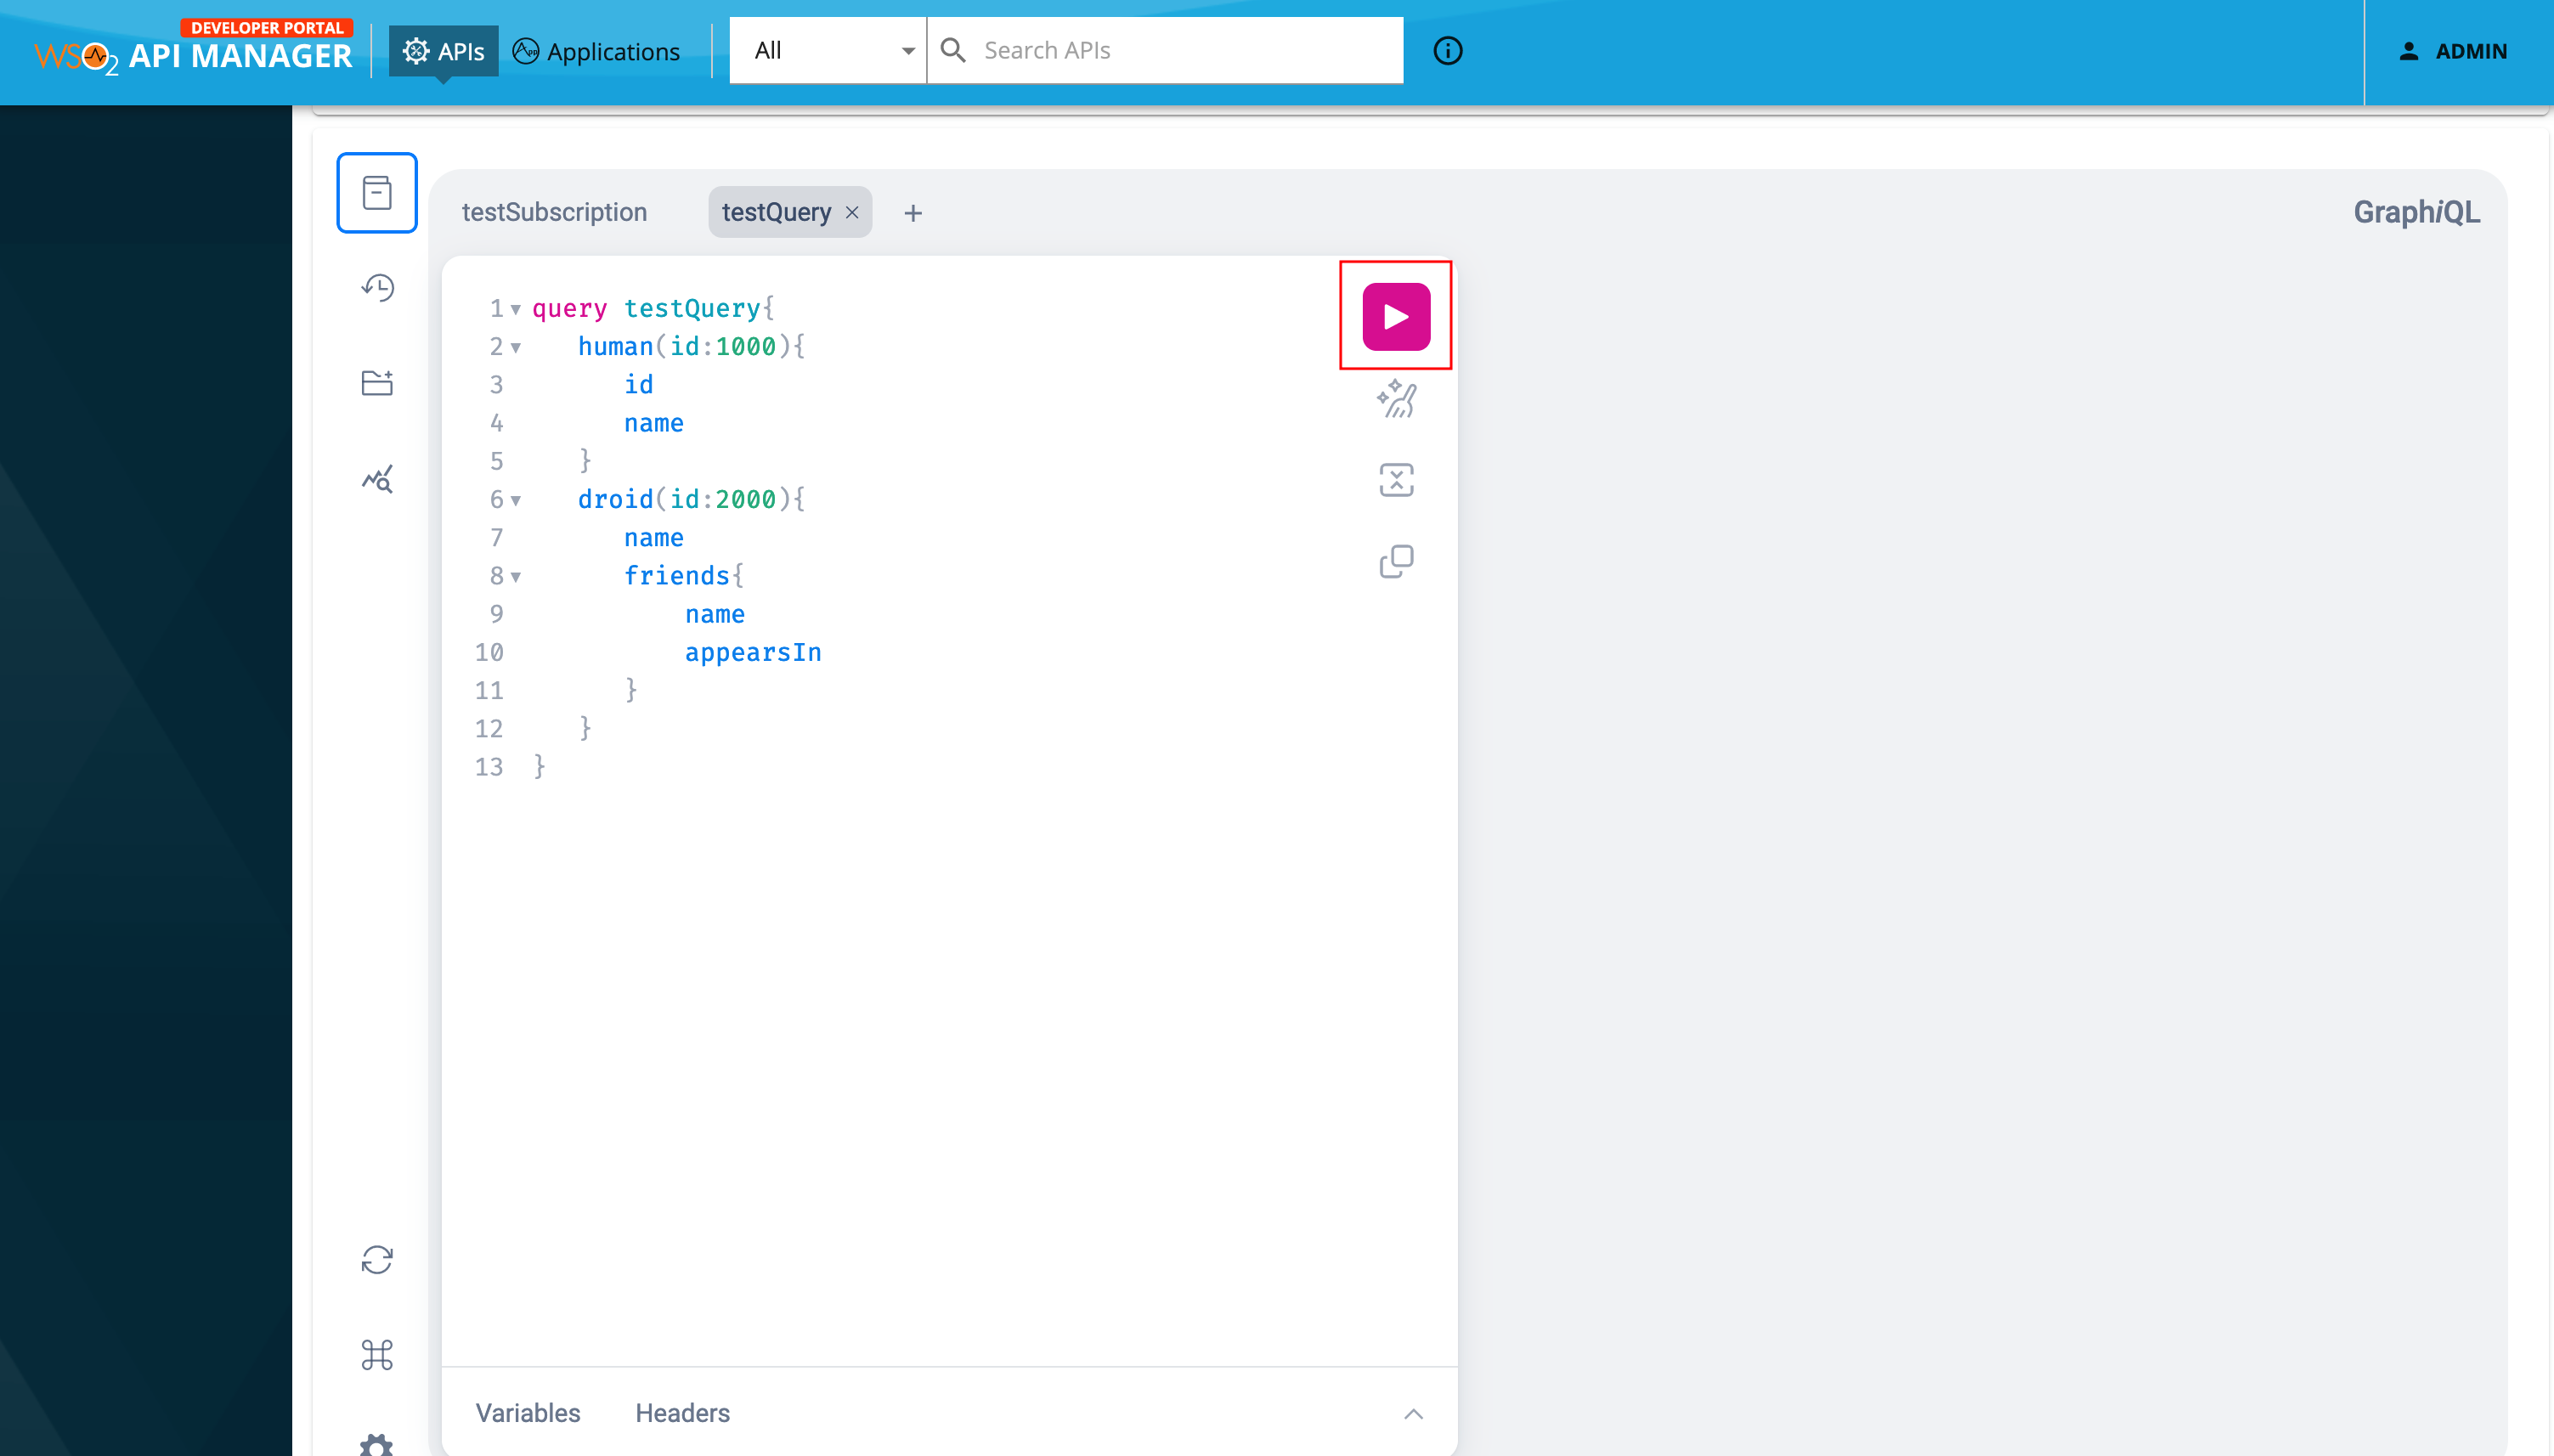 DEVELOPER PORTAL
WSO2 API MANAGER
APIs
APP Applications
All
Search APIs
ADMIN
testSubscription
testQuery
GraphiQL
1 query testQuery{
2 human(id:1000){
3 id
4 name
5 }
6 droid(id:2000){
7 name
8 friends{
9 name
10 appearsIn
11 }
12 }
13 }
Variables
Headers